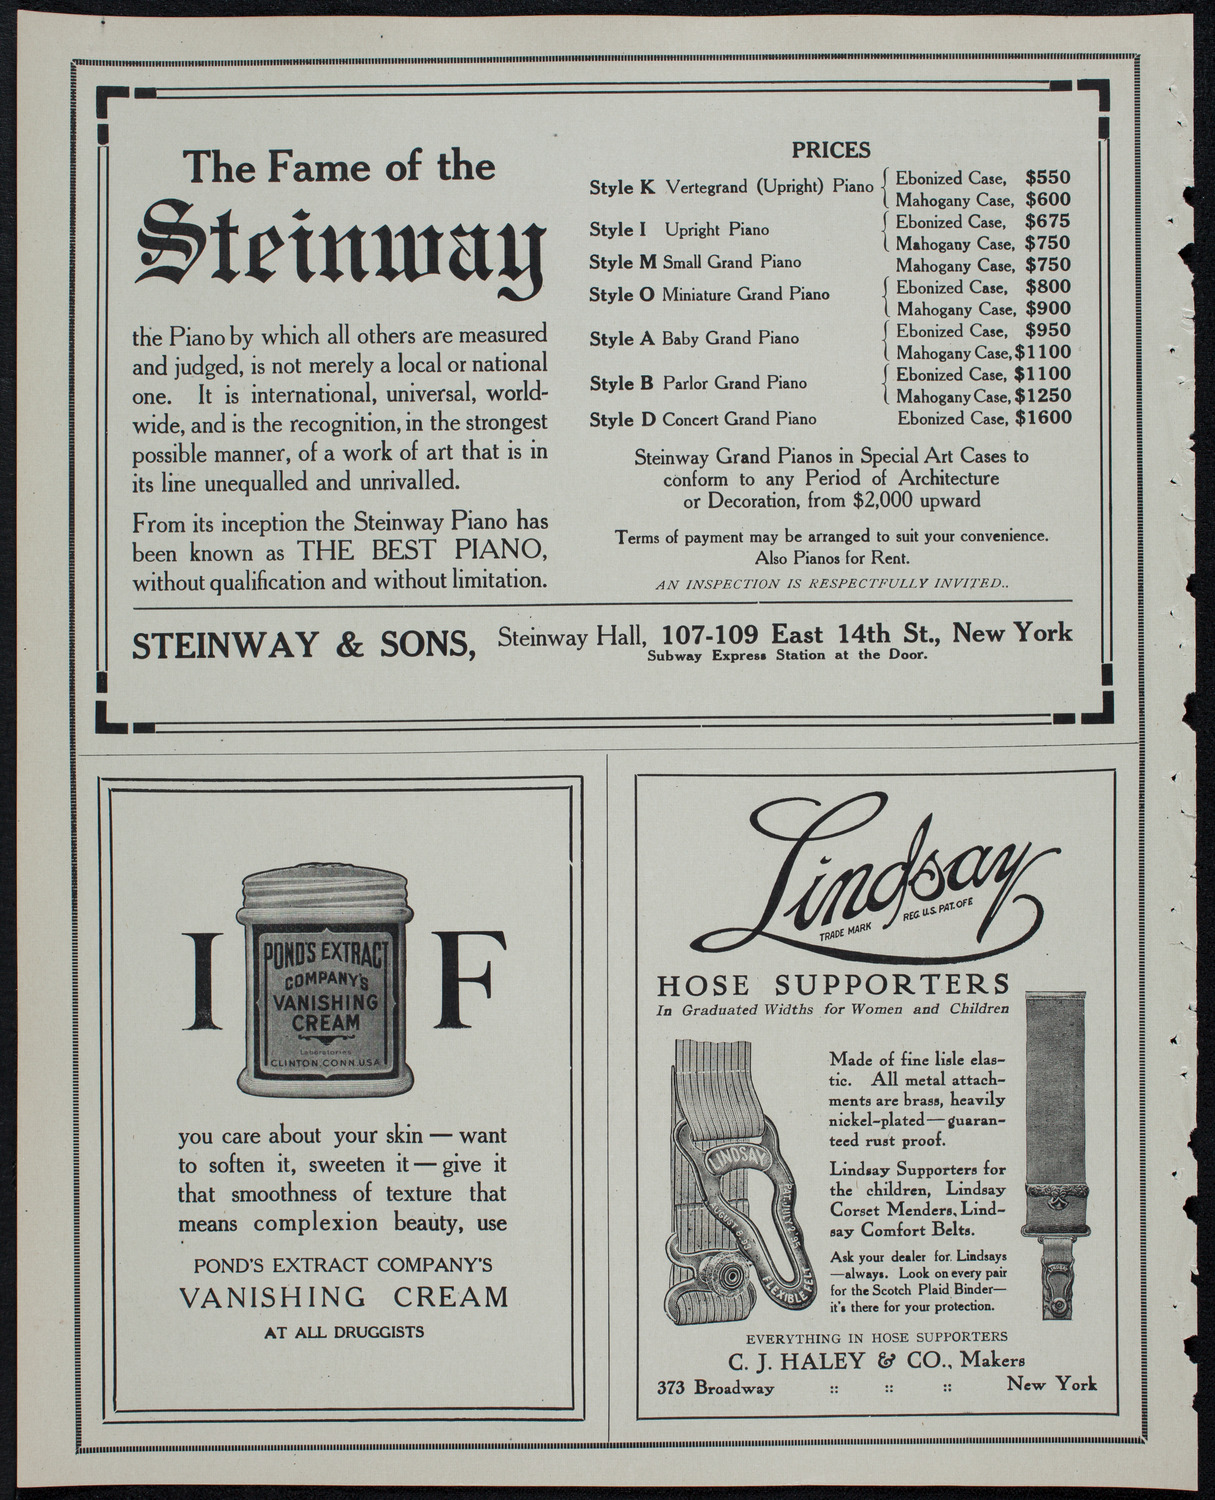 The Fame of the
Steinway
the Piano by which all others are measured
and judged, is not merely a local or national
one. It is international, universal, world-
wide, and is the recognition, in the strongest
possible manner, of a work of art that is in
its line unequalled and unrivalled.
From its inception the Steinway Piano has
been known as THE BEST PIANO,
without qualification and without limitation.
PRICES
Style K Vertegrand (Upright) Piano { Ebonized Case, $550
Mahogany Case, $600
Style I Upright Piano { Ebonized Case, $675
Mahogany Case, $750
Style M Small Grand Piano Mahogany Case, $750
Style O Miniature Grand Piano { Ebonized Case, $800
Mahogany Case, $900
Style A Baby Grand Piano { Ebonized Case, $950
Mahogany Case, $1100
Style B Parlor Grand Piano { Ebonized Case, $1100
Mahogany Case, $1250
Style D Concert Grand Piano Ebonized Case, $1600
Steinway Grand Pianos in Special Art Cases to
conform to any Period of Architecture
or Decoration, from $2,000 upward
Terms of payment may be arranged to suit your convenience.
Also Pianos for Rent.
AN INSPECTION IS RESPECTFULLY INVITED..
STEINWAY & SONS, Steinway Hall, 107-109 East 14th St., New York
Subway Express Station at the Door.
I F
POND'S EXTRACT
COMPANY'S
VANISHING
CREAM
Laboratories
CLINTON, CONN. USA
you care about your skin — want
to soften it, sweeten it — give it
that smoothness of texture that
means complexion beauty, use
POND'S EXTRACT COMPANY'S
VANISHING CREAM
AT ALL DRUGGISTS
Lindsay
TRADE MARK REG. U.S. PAT. OFF.
HOSE SUPPORTERS
In Graduated Widths for Women and Children
LINDSAY
FLEXIBLE
Made of fine lisle elas-
tic. All metal attach-
ments are brass, heavily
nickel-plated—guaran-
teed rust proof.
Lindsay Supporters for
the children, Lindsay
Corset Menders, Lind-
say Comfort Belts.
Ask your dealer for Lindsays
—always. Look on every pair
for the Scotch Plaid Binder—
it's there for your protection.
EVERYTHING IN HOSE SUPPORTERS
C. J. HALEY & CO., Makers
373 Broadway :: :: :: New York